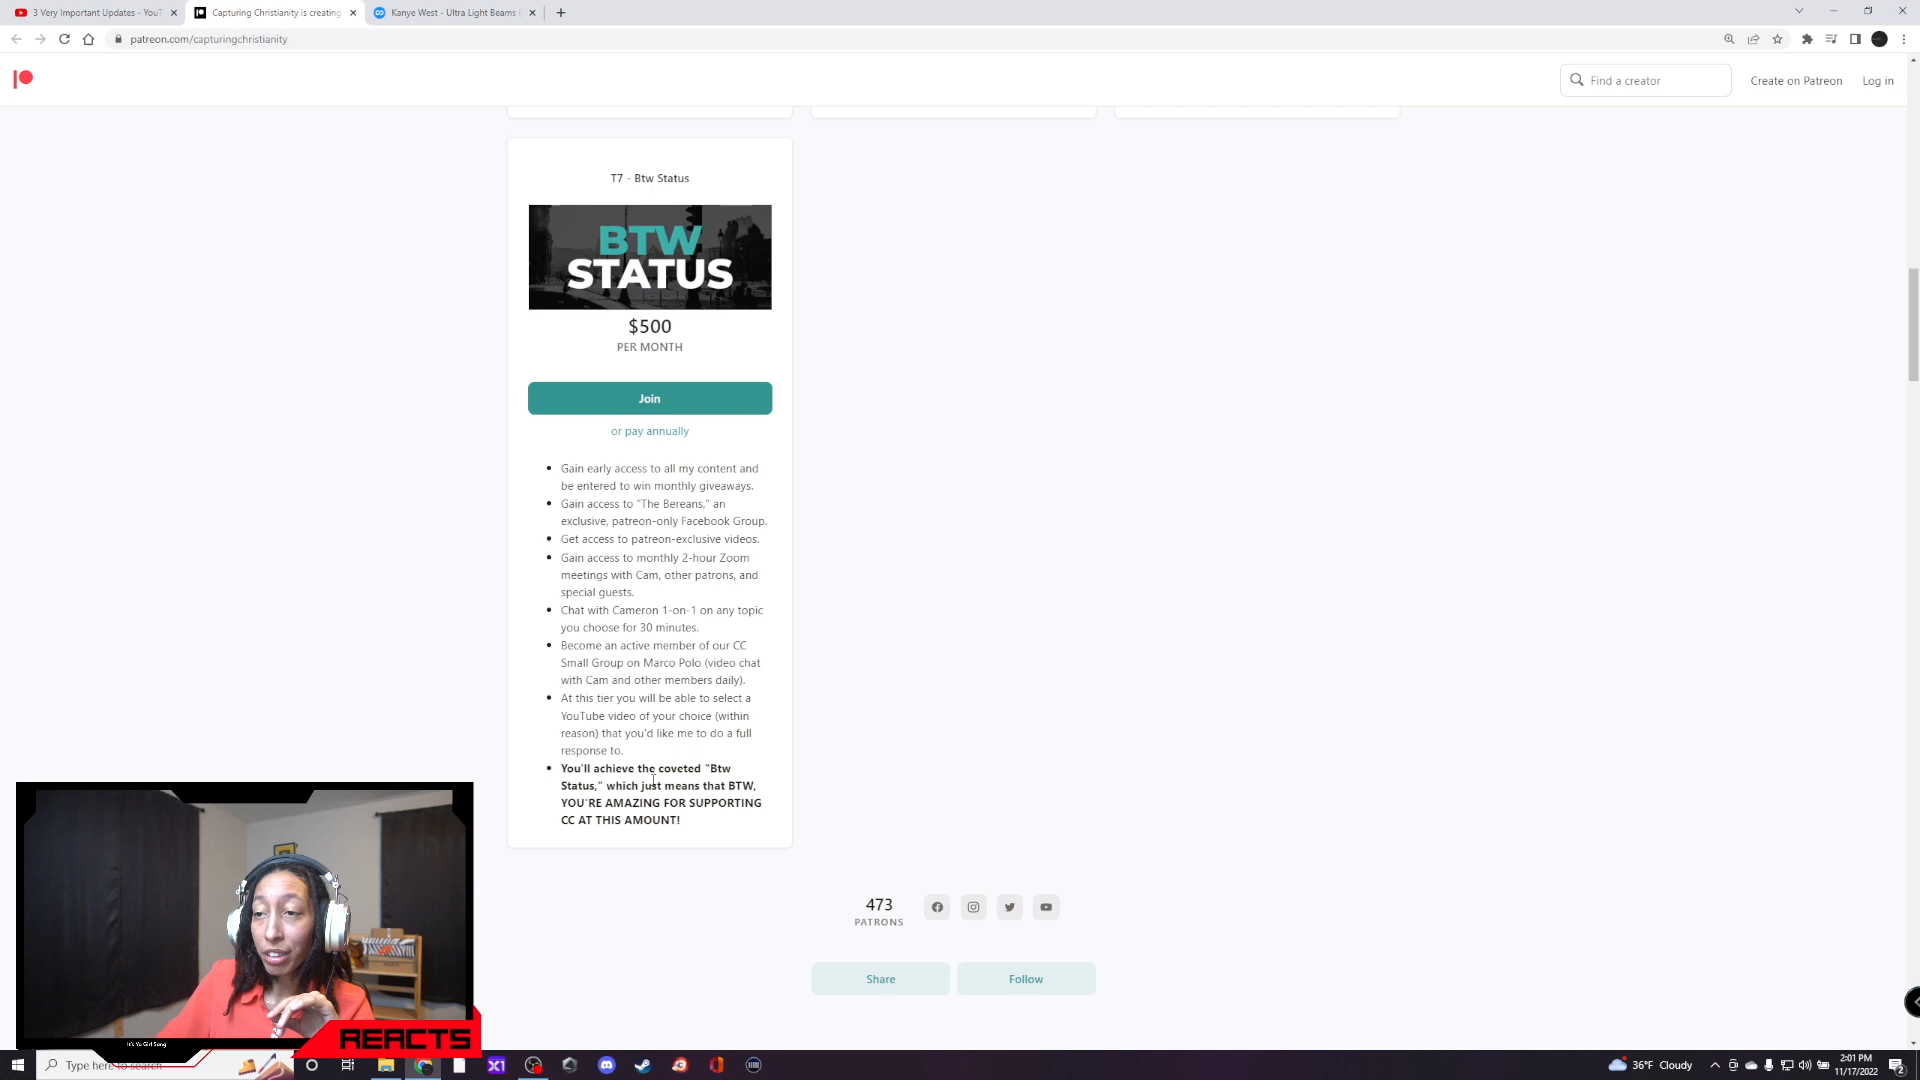 3 Very Important Updates - YouT
Capturing Christianity is creating
Kanye West - Ultra Light Beams
patreon.com/capturingchristianity
Find a creator
Create on Patreon
Log in
T7 - Btw Status
BTW
STATUS
$500
PER MONTH
Join
or pay annually
Gain early access to all my content and
be entered to win monthly giveaways.
Gain access to "The Bereans," an
exclusive, patreon-only Facebook Group.
Get access to patreon-exclusive videos.
Gain access to monthly 2-hour Zoom
meetings with Cam, other patrons, and
special guests.
Chat with Cameron 1-on-1 on any topic
you choose for 30 minutes.
Become an active member of our CC
Small Group on Marco Polo (video chat
with Cam and other members daily).
At this tier you will be able to select a
YouTube video of your choice (within
reason) that you'd like me to do a full
response to.
You'll achieve the coveted "Btw
Status," which just means that BTW,
YOU'RE AMAZING FOR SUPPORTING
CC AT THIS AMOUNT!
473
PATRONS
Share
Follow
REACTS
It's Ya Girl Sang
Type here to search
X1
36°F Cloudy
2:01 PM
11/17/2022
2